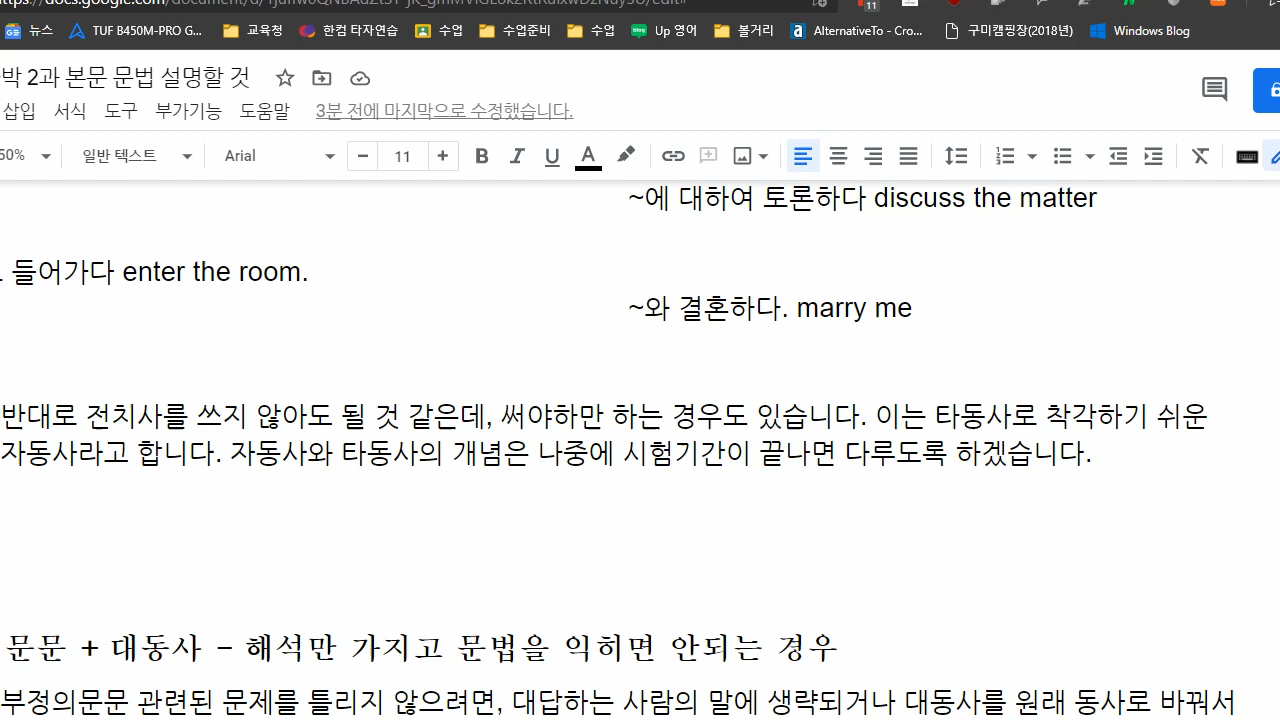 뉴스 TUF B450M-PRO G... 교육청 한컴 타자연습 수업 수업준비 수업 Up 영어 볼거리 AlternativeTo - Cro... 구미캠핑장(2018년) Windows Blog
11
박 2과 본문 문법 설명할 것
삽입 서식 도구 부가기능 도움말 3분 전에 마지막으로 수정했습니다.
50% 일반 텍스트 Arial − 11 + B I U A
~에 대하여 토론하다 discuss the matter
들어가다 enter the room.
~와 결혼하다. marry me
반대로 전치사를 쓰지 않아도 될 것 같은데, 써야하만 하는 경우도 있습니다. 이는 타동사로 착각하기 쉬운
자동사라고 합니다. 자동사와 타동사의 개념은 나중에 시험기간이 끝나면 다루도록 하겠습니다.
문문 + 대동사 – 해석만 가지고 문법을 익히면 안되는 경우
부정의문문 관련된 문제를 틀리지 않으려면, 대답하는 사람의 말에 생략되거나 대동사를 원래 동사로 바꿔서